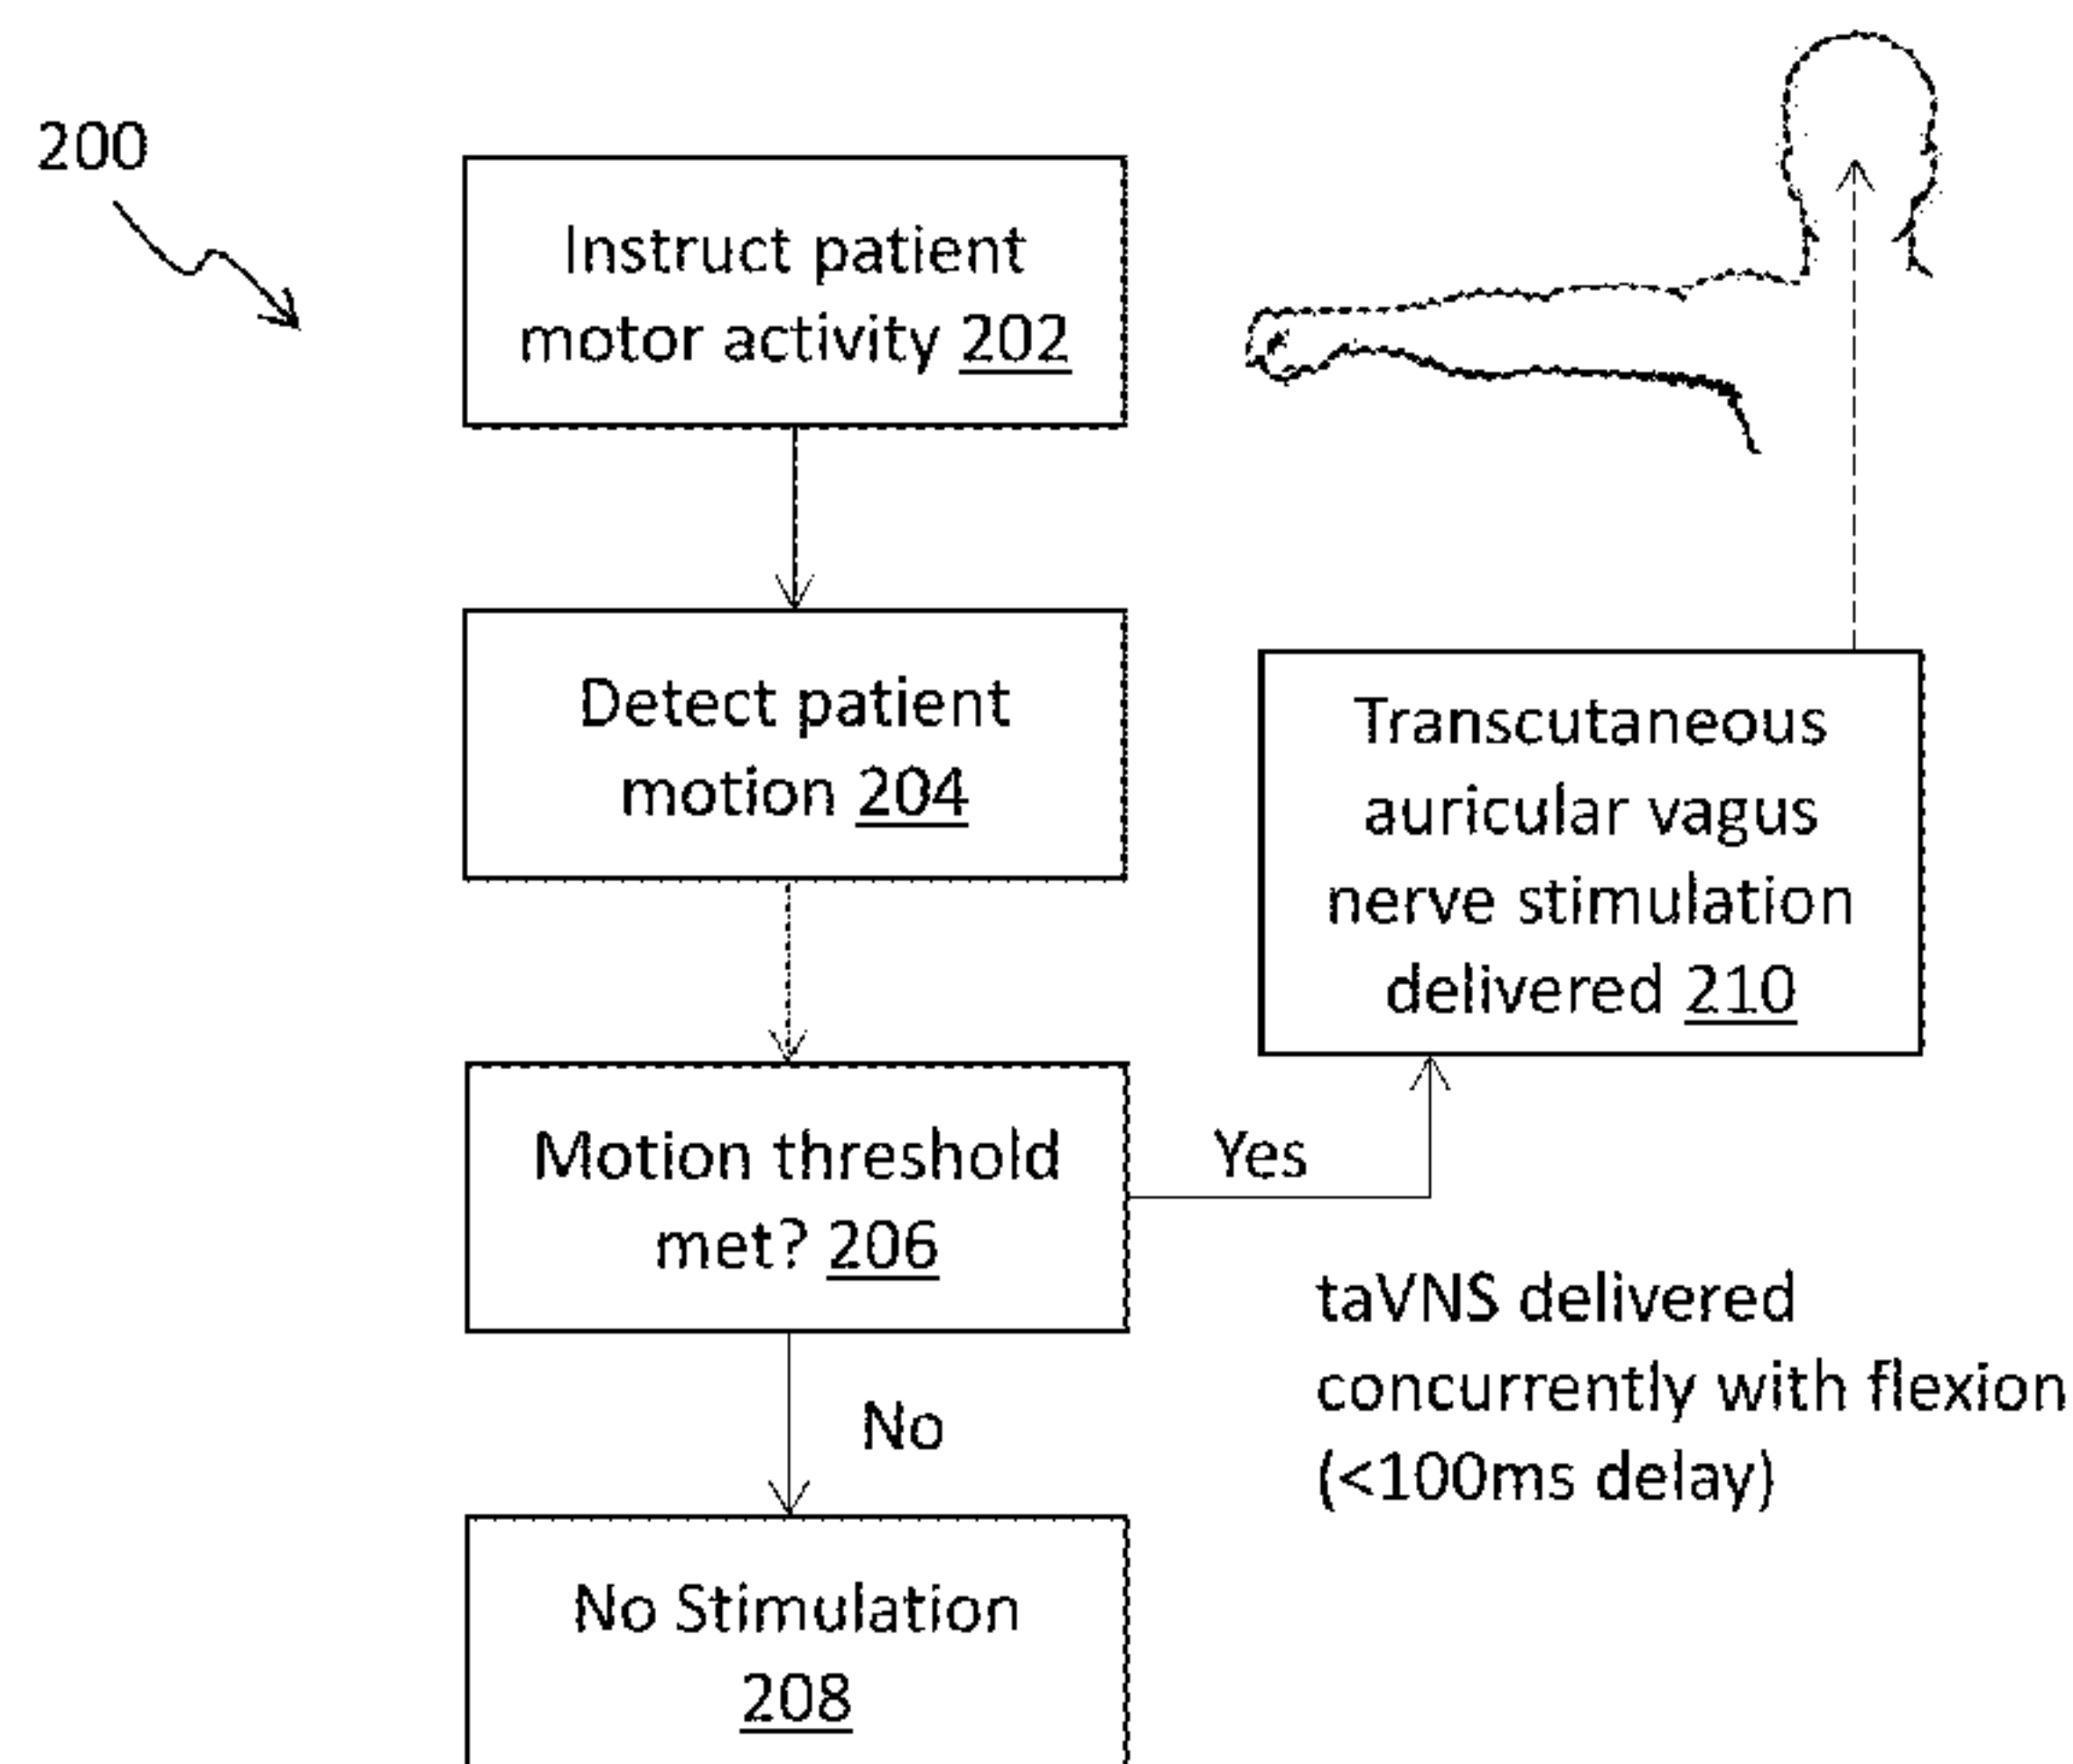 200
Instruct patient
motor activity 202
Detect patient
motion 204
Motion threshold
met? 206
Yes
No
No Stimulation
208
Transcutaneous
auricular vagus
nerve stimulation
delivered 210
taVNS delivered
concurrently with flexion
(<100ms delay)